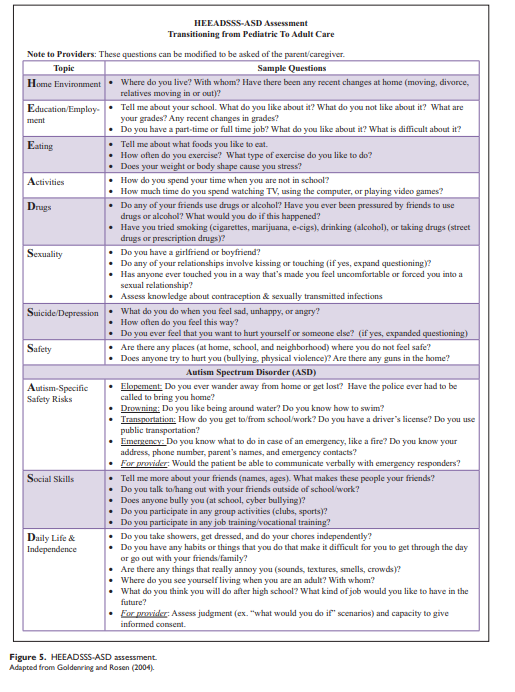 HEEADSSS-ASD Assessment
Transitioning from Pediatric To Adult Care
Note to Providers: These questions can be modified to be asked of the parent/caregiver.
Topic Sample Questions
Home Environment • Where do you live? With whom? Have there been any recent changes at home (moving, divorce,
relatives moving in or out)?
Education/Employ-
ment
• Tell me about your school. What do you like about it? What do you not like about it? What are
your grades? Any recent changes in grades?
• Do you have a part-time or full time job? What do you like about it? What is difficult about it?
Eating
• Tell me about what foods you like to eat.
• How often do you exercise? What type of exercise do you like to do?
• Does your weight or body shape cause you stress?
Activities
• How do you spend your time when you are not in school?
• How much time do you spend watching TV, using the computer, or playing video games?
Drugs
• Do any of your friends use drugs or alcohol? Have you ever been pressured by friends to use
drugs or alcohol? What would you do if this happened?
• Have you tried smoking (cigarettes, marijuana, e-cigs), drinking (alcohol), or taking drugs (street
drugs or prescription drugs)?
Sexuality
• Do you have a girlfriend or boyfriend?
• Do any of your relationships involve kissing or touching (if yes, expand questioning)?
• Has anyone ever touched you in a way that's made you feel uncomfortable or forced you into a
sexual relationship?
• Assess knowledge about contraception & sexually transmitted infections
Suicide/Depression
• What do you do when you feel sad, unhappy, or angry?
• How often do you feel this way?
• Do you ever feel that you want to hurt yourself or someone else? (if yes, expanded questioning)
Safety
• Are there any places (at home, school, and neighborhood) where you do not feel safe?
• Does anyone try to hurt you (bullying, physical violence)? Are there any guns in the home?
Autism Spectrum Disorder (ASD)
Autism-Specific
Safety Risks
• Elopement: Do you ever wander away from home or get lost? Have the police ever had to be
called to bring you home?
• Drowning: Do you like being around water? Do you know how to swim?
• Transportation: How do you get to/from school/work? Do you have a driver's license? Do you use
public transportation?
• Emergency: Do you know what to do in case of an emergency, like a fire? Do you know your
address, phone number, parent's names, and emergency contacts?
• For provider: Would the patient be able to communicate verbally with emergency responders?
Social Skills
• Tell me more about your friends (names, ages). What makes these people your friends?
• Do you talk to/hang out with your friends outside of school/work?
• Does anyone bully you (at school, cyber bullying)?
• Do you participate in any group activities (clubs, sports)?
• Do you participate in any job training/vocational training?
Daily Life &
Independence
• Do you take showers, get dressed, and do your chores independently?
• Do you have any habits or things that you do that make it difficult for you to get through the day
or go out with your friends/family?
• Are there any things that really annoy you (sounds, textures, smells, crowds)?
• Where do you see yourself living when you are an adult? With whom?
• What do you think you will do after high school? What kind of job would you like to have in the
future?
• For provider: Assess judgment (ex. "what would you do if" scenarios) and capacity to give
informed consent.
Figure 5. HEEADSSS-ASD assessment.
Adapted from Goldenring and Rosen (2004).